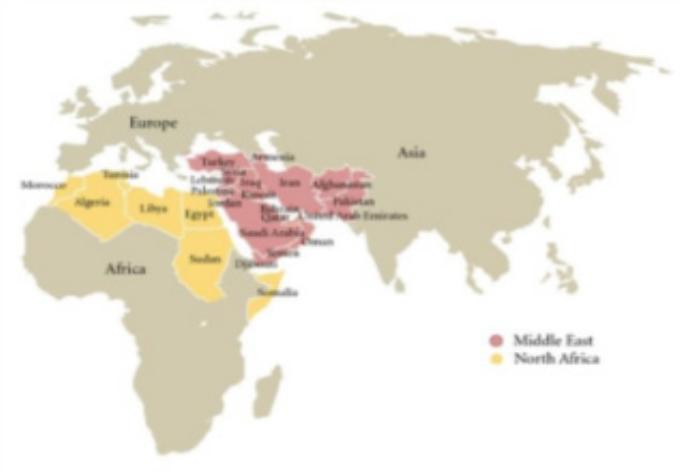 Europe
Asia
Turkey
Armenia
Tunisia
Syria
Lebanon
Morocco
Iraq
Iran
Afghanistan
Palestine
Kuwait
Algeria
Jordan
Pakistan
Libya
Egypt
Bahrain
Qatar
United Arab Emirates
Saudi Arabia
Oman
Yemen
Sudan
Djibouti
Africa
Somalia
Middle East
North Africa